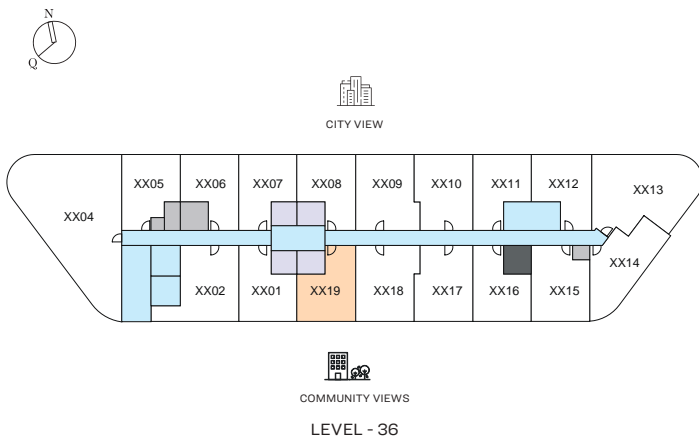 N
Q
CITY VIEW
XX05 XX06 XX07 XX08 XX09 XX10 XX11 XX12 XX13
XX04
XX14
XX02 XX01 XX19 XX18 XX17 XX16 XX15
COMMUNITY VIEWS
LEVEL - 36